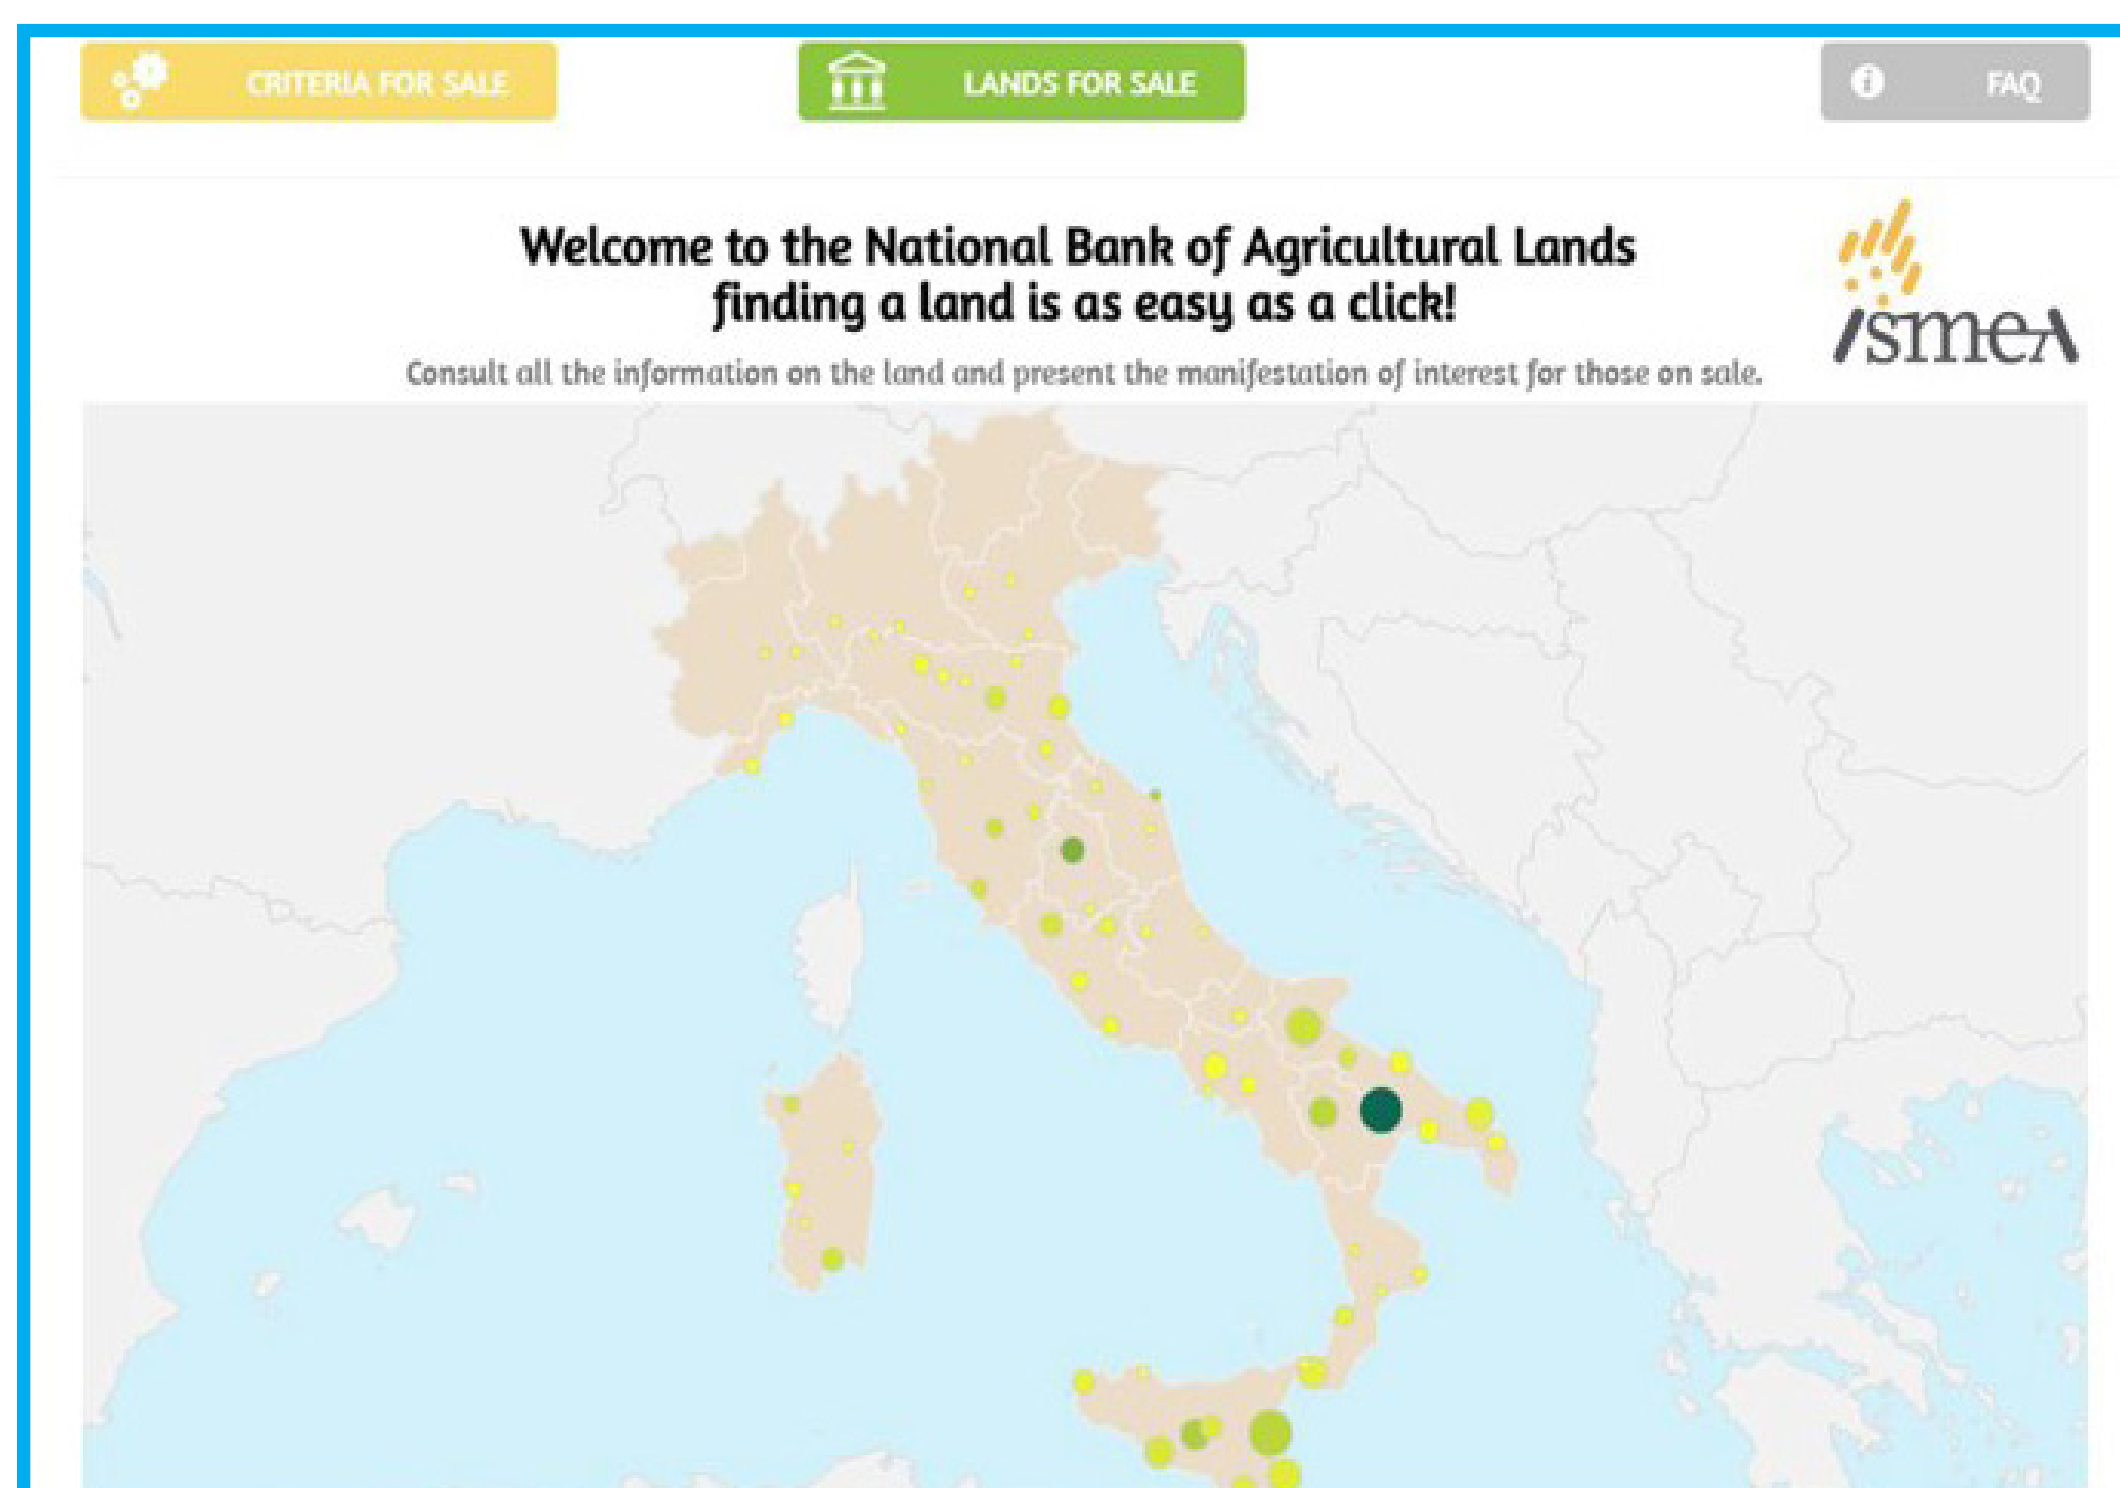 CRITERIA FOR SALE
LANDS FOR SALE
FAQ
Welcome to the National Bank of Agricultural Lands
finding a land is as easy as a click!
ismea
Consult all the information on the land and present the manifestation of interest for those on sale.